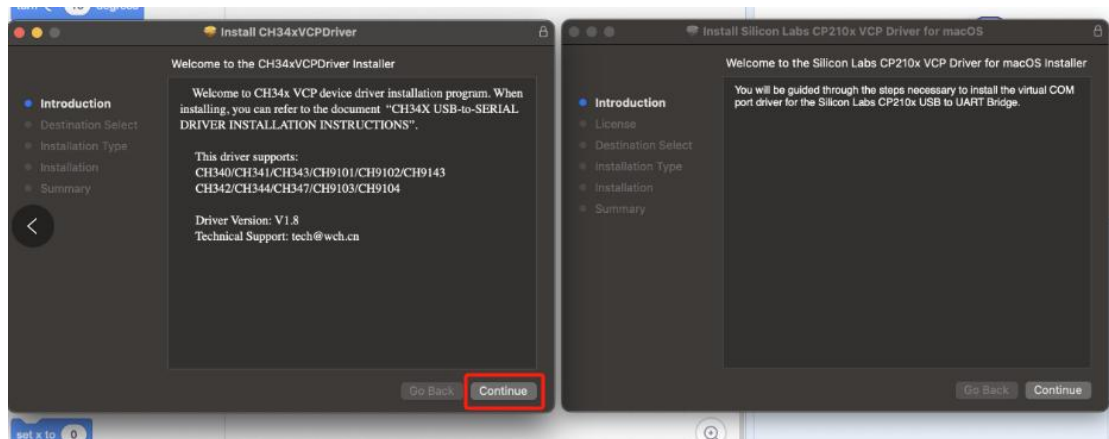 turn 15 degrees
Install CH34xVCPDriver
Welcome to the CH34xVCPDriver Installer
Introduction
Destination Select
Installation Type
Installation
Summary
Welcome to CH34x VCP device driver installation program. When
installing, you can refer to the document “CH34X USB-to-SERIAL
DRIVER INSTALLATION INSTRUCTIONS”.
This driver supports:
CH340/CH341/CH343/CH9101/CH9102/CH9143
CH342/CH344/CH347/CH9103/CH9104
Driver Version: V1.8
Technical Support: tech@wch.cn
Go Back
Continue
Install Silicon Labs CP210x VCP Driver for macOS
Welcome to the Silicon Labs CP210x VCP Driver for macOS Installer
Introduction
License
Destination Select
Installation Type
Installation
Summary
You will be guided through the steps necessary to install the virtual COM
port driver for the Silicon Labs CP210x USB to UART Bridge.
Go Back
Continue
set x to 0